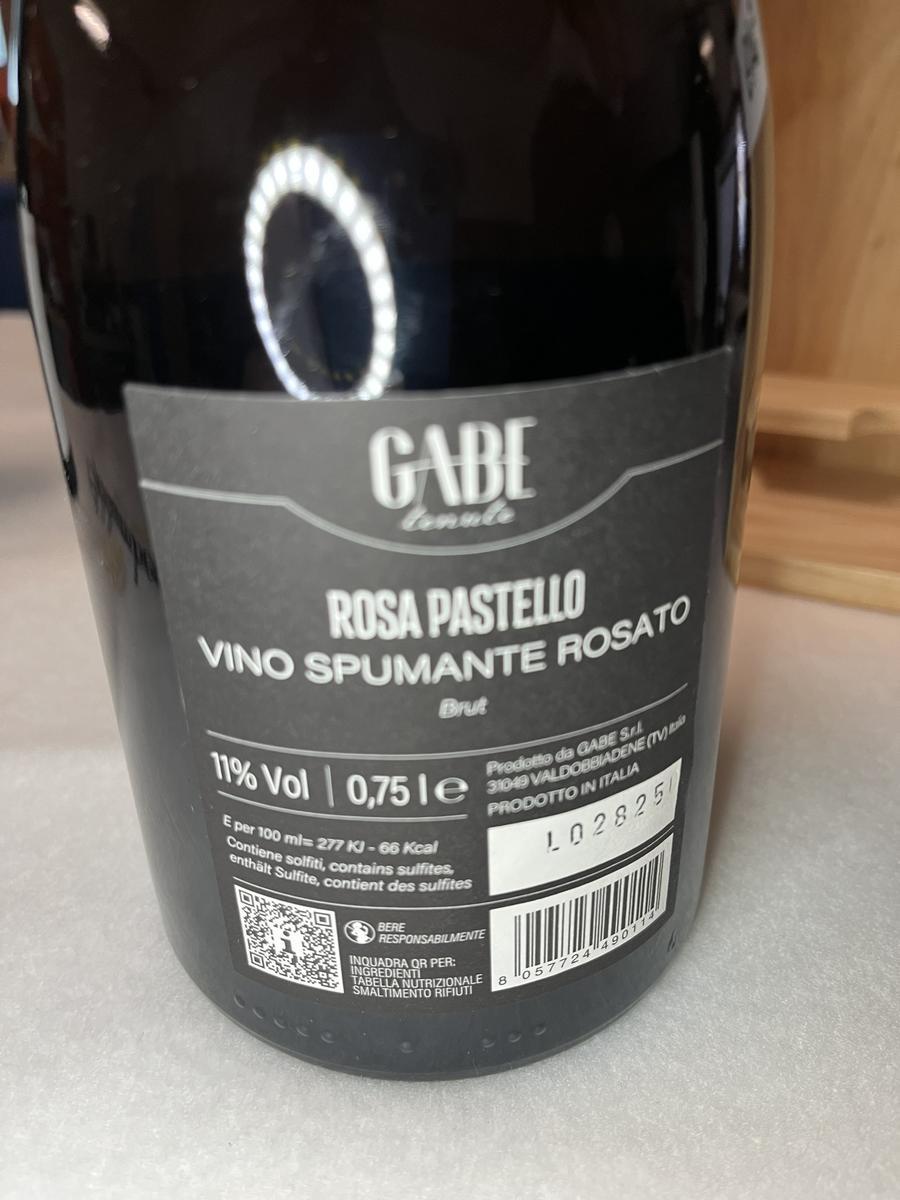 GABE
tenute
ROSA PASTELLO
VINO SPUMANTE ROSATO
Brut
11% Vol | 0,75 l e
Prodotto da GABE S.r.l.
31049 VALDOBBIADENE (TV) Italia
PRODOTTO IN ITALIA
L02825
E per 100 ml= 277 KJ - 66 Kcal
Contiene solfiti, contains sulfites,
enthält Sulfite, contient des sulfites
BERE
RESPONSABILMENTE
INQUADRA QR PER:
INGREDIENTI
TABELLA NUTRIZIONALE
SMALTIMENTO RIFIUTI
8 057724 490114